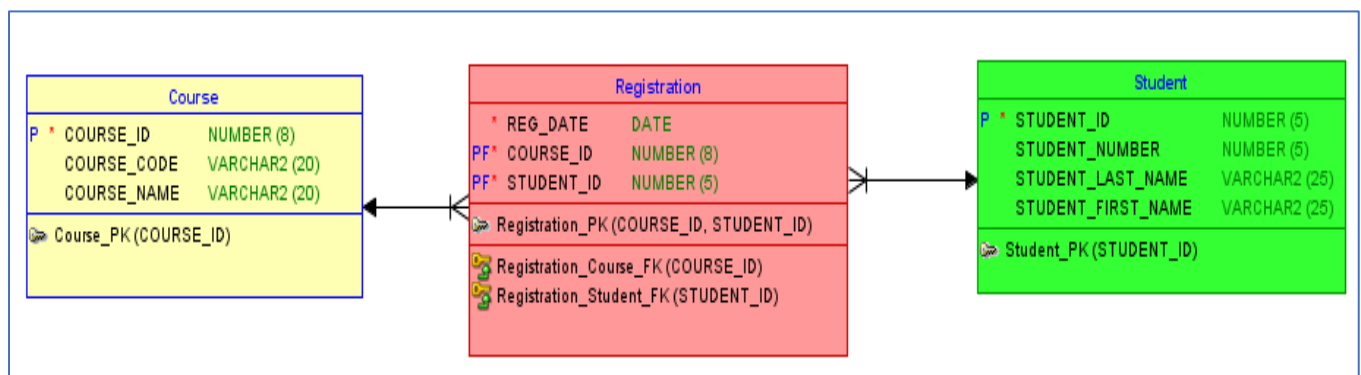 Course
P * COURSE_ID NUMBER (8)
COURSE_CODE VARCHAR2 (20)
COURSE_NAME VARCHAR2 (20)
Course_PK (COURSE_ID)
Registration
* REG_DATE DATE
PF* COURSE_ID NUMBER (8)
PF* STUDENT_ID NUMBER (5)
Registration_PK (COURSE_ID, STUDENT_ID)
Registration_Course_FK (COURSE_ID)
Registration_Student_FK (STUDENT_ID)
Student
P * STUDENT_ID NUMBER (5)
STUDENT_NUMBER NUMBER (5)
STUDENT_LAST_NAME VARCHAR2 (25)
STUDENT_FIRST_NAME VARCHAR2 (25)
Student_PK (STUDENT_ID)